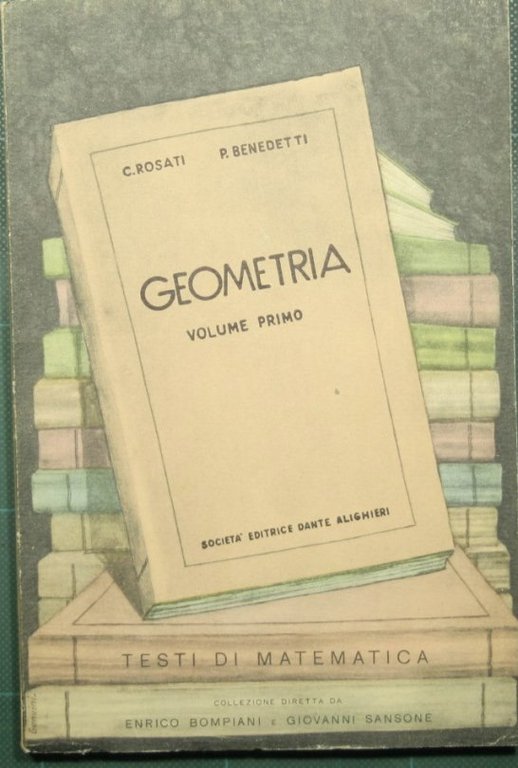 C. ROSATI P. BENEDETTI
GEOMETRIA
VOLUME PRIMO
SOCIETA' EDITRICE DANTE ALIGHIERI
TESTI DI MATEMATICA
COLLEZIONE DIRETTA DA
ENRICO BOMPIANI E GIOVANNI SANSONE